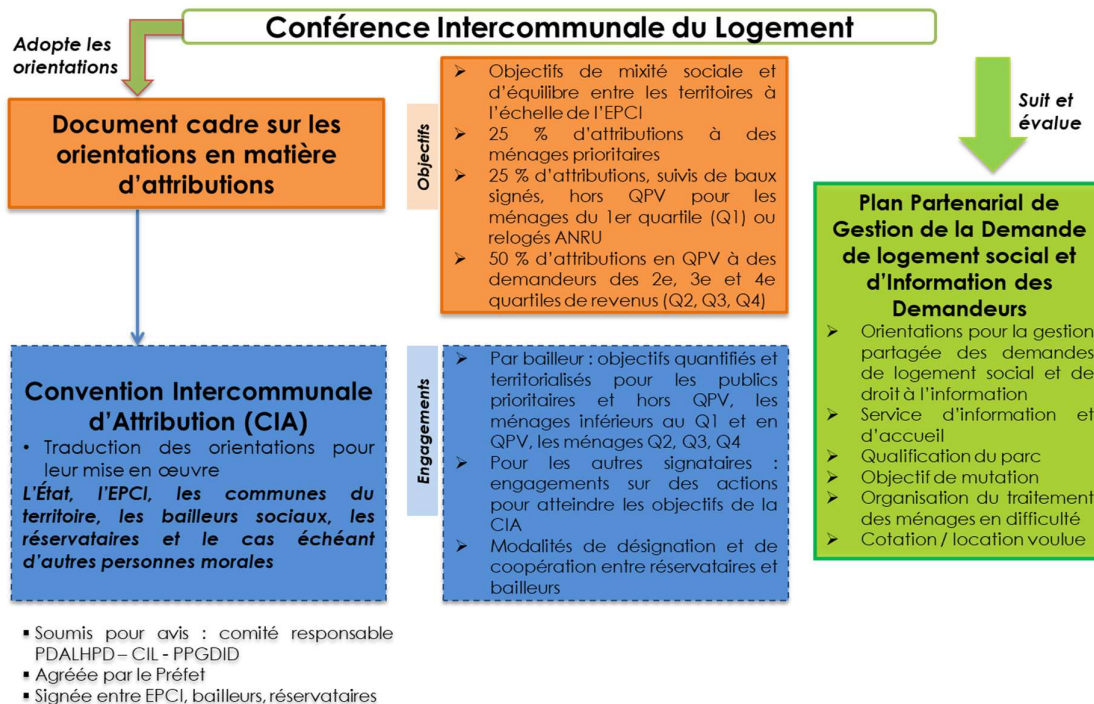 Conférence Intercommunale du Logement
Adopte les
orientations
Document cadre sur les
orientations en matière
d'attributions
Objectifs
➢ Objectifs de mixité sociale et
d'équilibre entre les territoires à
l'échelle de l'EPCI
➢ 25 % d'attributions à des
ménages prioritaires
➢ 25 % d'attributions, suivis de baux
signés, hors QPV pour les
ménages du 1er quartile (Q1) ou
relogés ANRU
➢ 50 % d'attributions en QPV à des
demandeurs des 2e, 3e et 4e
quartiles de revenus (Q2, Q3, Q4)
Suit et
évalue
Plan Partenarial de
Gestion de la Demande
de logement social et
d'Information des
Demandeurs
➢ Orientations pour la gestion
partagée des demandes
de logement social et de
droit à l'information
➢ Service d'information et
d'accueil
➢ Qualification du parc
➢ Objectif de mutation
➢ Organisation du traitement
des ménages en difficulté
➢ Cotation / location voulue
Convention Intercommunale
d'Attribution (CIA)
• Traduction des orientations pour
leur mise en œuvre
L'État, l'EPCI, les communes du
territoire, les bailleurs sociaux, les
réservataires et le cas échéant
d'autres personnes morales
Engagements
➢ Par bailleur : objectifs quantifiés et
territorialisés pour les publics
prioritaires et hors QPV, les
ménages inférieurs au Q1 et en
QPV, les ménages Q2, Q3, Q4
➢ Pour les autres signataires :
engagements sur des actions
pour atteindre les objectifs de la
CIA
➢ Modalités de désignation et de
coopération entre réservataires et
bailleurs
▪ Soumis pour avis : comité responsable
PDALHPD – CIL - PPGDID
▪ Agréée par le Préfet
▪ Signée entre EPCI, bailleurs, réservataires